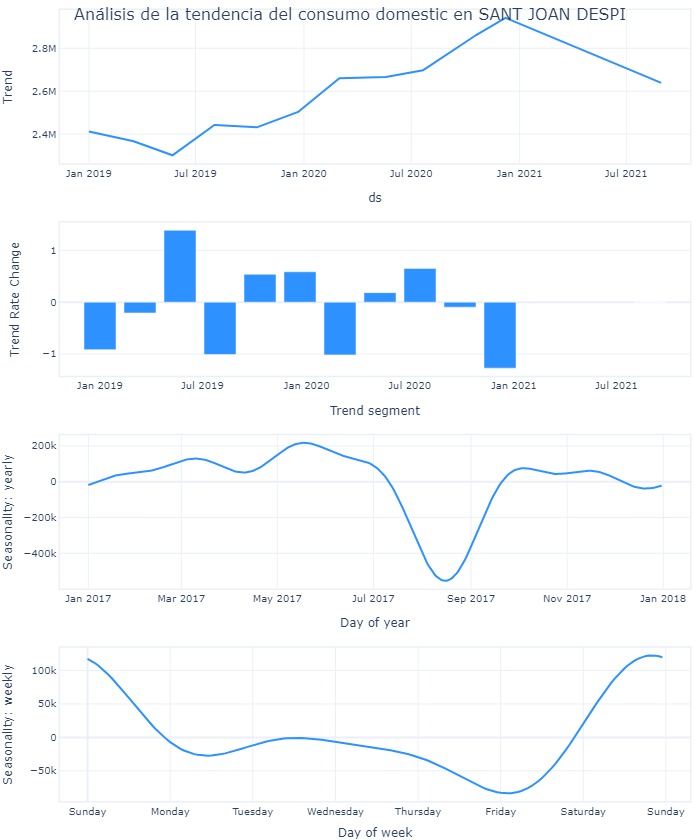 Análisis de la tendencia del consumo domestic en SANT JOAN DESPI
Trend
2.8M
2.6M
2.4M
Jan 2019 Jul 2019 Jan 2020 Jul 2020 Jan 2021 Jul 2021
ds
Trend Rate Change
1
0
−1
Jan 2019 Jul 2019 Jan 2020 Jul 2020 Jan 2021 Jul 2021
Trend segment
Seasonality: yearly
200k
0
−200k
−400k
Jan 2017 Mar 2017 May 2017 Jul 2017 Sep 2017 Nov 2017 Jan 2018
Day of year
Seasonality: weekly
100k
50k
0
−50k
Sunday Monday Tuesday Wednesday Thursday Friday Saturday Sunday
Day of week